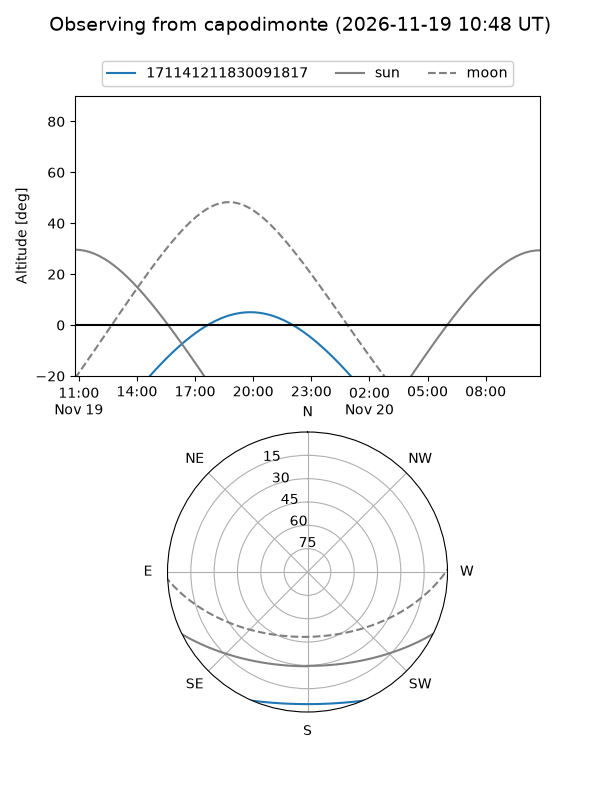 Observing from capodimonte (2026-11-19 10:48 UT)
171141211830091817 sun moon
Altitude [deg]
80
60
40
20
0
−20
11:00 14:00 17:00 20:00 23:00 02:00 05:00 08:00
Nov 19 Nov 20
N
NE NW
15
30
45
60
75
E W
SE SW
S